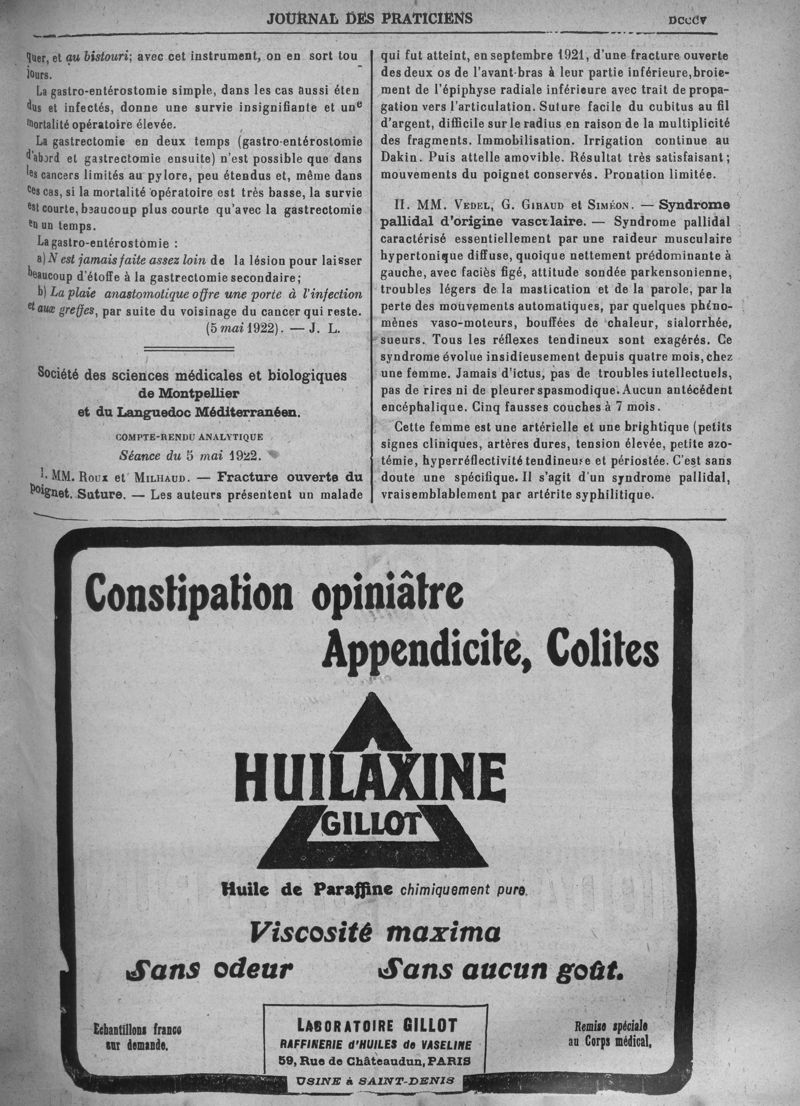 JOURNAL DES PRATICIENS
DCCCV
quer, et au bistouri; avec cet instrument, on en sort tou
jours.
La gastro-entérostomie simple, dans les cas aussi éten
dus et infectés, donne une survie insignifiante et une
mortalité opératoire élevée.
La gastrectomie en deux temps (gastro-entérostomie
d'abord et gastrectomie ensuite) n'est possible que dans
les cancers limités au pylore, peu étendus et, même dans
ces cas, si la mortalité opératoire est très basse, la survie
est courte, beaucoup plus courte qu'avec la gastrectomie
en un temps.
La gastro-entérostomie :
a) N est jamais faite assez loin de la lésion pour laisser
beaucoup d'étoffe à la gastrectomie secondaire;
b) La plaie anastomotique offre une porte à l'infection
et aux greffes, par suite du voisinage du cancer qui reste.
(5 mai 1922). — J. L.
Société des sciences médicales et biologiques
de Montpellier
et du Languedoc Méditerranéen.
COMPTE-RENDU ANALYTIQUE
Séance du 5 mai 1922.
I. MM. ROUX et MILHAUD. — Fracture ouverte du
poignet. Suture. — Les auteurs présentent un malade
qui fut atteint, en septembre 1921, d'une fracture ouverte
des deux os de l'avant-bras à leur partie inférieure, broie-
ment de l'épiphyse radiale inférieure avec trait de propa-
gation vers l'articulation. Suture facile du cubitus au fil
d'argent, difficile sur le radius en raison de la multiplicité
des fragments. Immobilisation. Irrigation continue au
Dakin. Puis attelle amovible. Résultat très satisfaisant;
mouvements du poignet conservés. Pronation limitée.
II. MM. VEDEL, G. GIRAUD et SIMÉON. — Syndrome
pallidal d'origine vasculaire. — Syndrome pallidal
caractérisé essentiellement par une raideur musculaire
hypertonique diffuse, quoique nettement prédominante à
gauche, avec faciès figé, attitude sondée parkensonienne,
troubles légers de la mastication et de la parole, par la
perte des mouvements automatiques, par quelques phéno-
mènes vaso-moteurs, bouffées de chaleur, sialorrhée,
sueurs. Tous les réflexes tendineux sont exagérés. Ce
syndrome évolue insidieusement depuis quatre mois, chez
une femme. Jamais d'ictus, pas de troubles iutellectuels,
pas de rires ni de pleurer spasmodique. Aucun antécédent
encéphalique. Cinq fausses couches à 7 mois.
Cette femme est une artérielle et une brightique (petits
signes cliniques, artères dures, tension élevée, petite azo-
témie, hyperréflectivité tendineuse et périostée. C'est sans
doute une spécifique. Il s'agit d'un syndrome pallidal,
vraisemblablement par artérite syphilitique.
Constipation opiniâtre
Appendicite, Colites
HUILAXINE
GILLOT
Huile de Paraffine chimiquement pure.
Viscosité maxima
Sans odeur Sans aucun goût.
Echantillons franco
sur demande.
LABORATOIRE GILLOT
RAFFINERIE d'HUILES de VASELINE
59, Rue de Châteaudun, PARIS
USINE à SAINT-DENIS
Remise spéciale
au Corps médical,